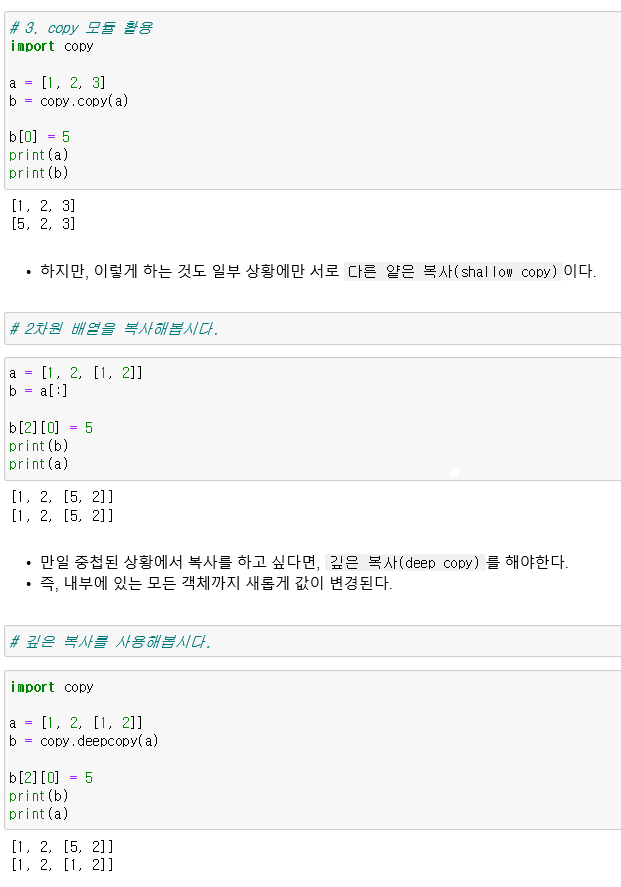 # 3. copy 모듈 활용
import copy
a = [1, 2, 3]
b = copy.copy(a)
b[0] = 5
print(a)
print(b)
[1, 2, 3]
[5, 2, 3]
• 하지만, 이렇게 하는 것도 일부 상황에만 서로 다른 얕은 복사(shallow copy)이다.
# 2차원 배열을 복사해봅시다.
a = [1, 2, [1, 2]]
b = a[:]
b[2][0] = 5
print(b)
print(a)
[1, 2, [5, 2]]
[1, 2, [5, 2]]
• 만일 중첩된 상황에서 복사를 하고 싶다면, 깊은 복사(deep copy)를 해야한다.
• 즉, 내부에 있는 모든 객체까지 새롭게 값이 변경된다.
# 깊은 복사를 사용해봅시다.
import copy
a = [1, 2, [1, 2]]
b = copy.deepcopy(a)
b[2][0] = 5
print(b)
print(a)
[1, 2, [5, 2]]
[1, 2, [1, 2]]